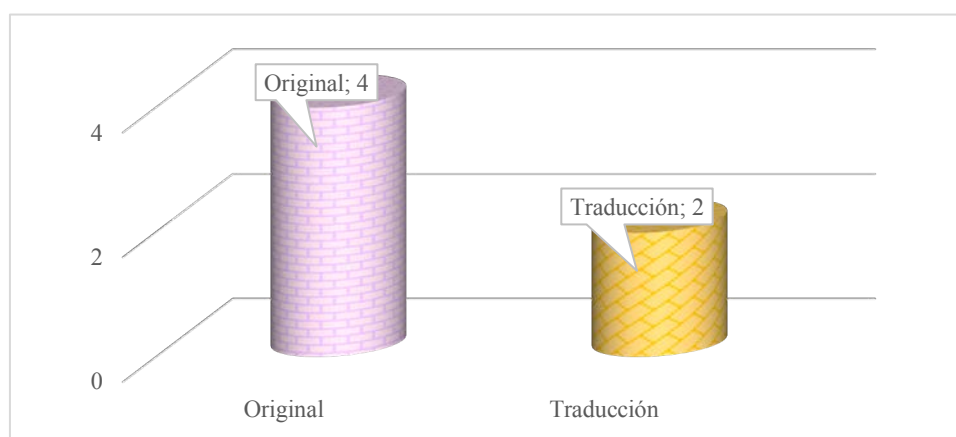 Original; 4
4
Traducción; 2
2
0
Original Traducción